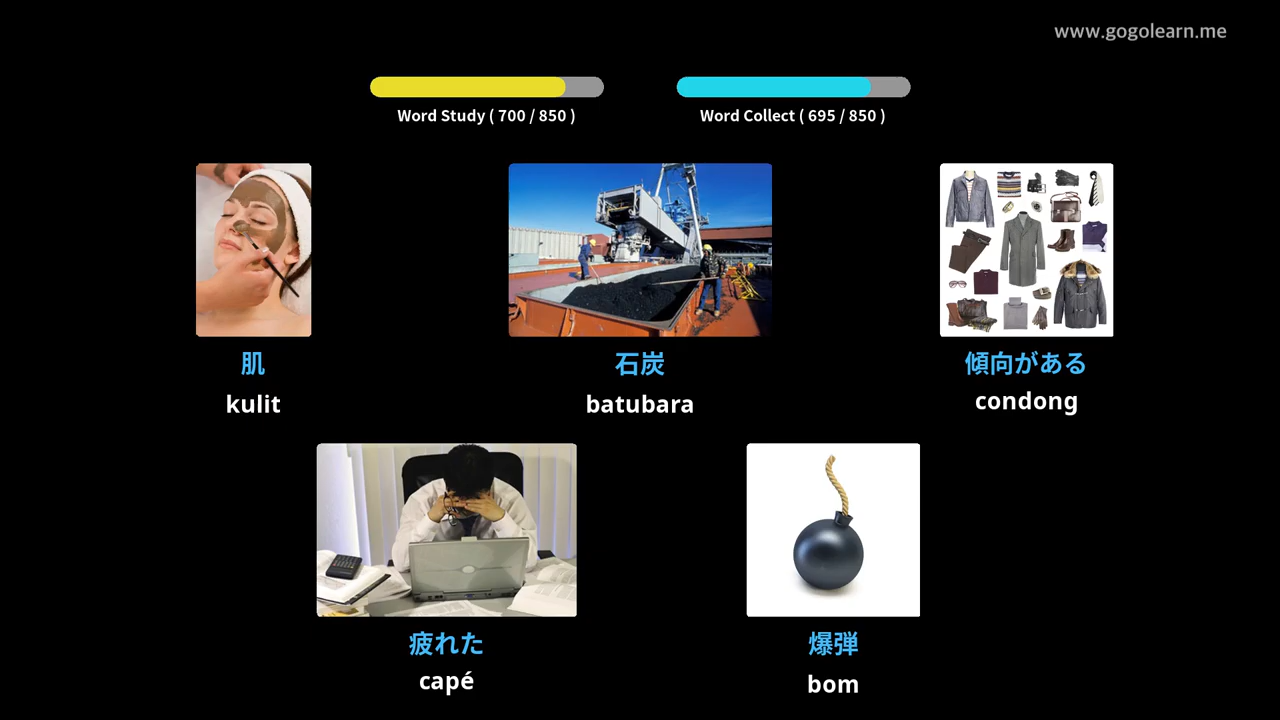 www.gogolearn.me
Word Study ( 700 / 850 )
Word Collect ( 695 / 850 )
肌
kulit
石炭
batubara
傾向がある
condong
疲れた
capé
爆弾
bom